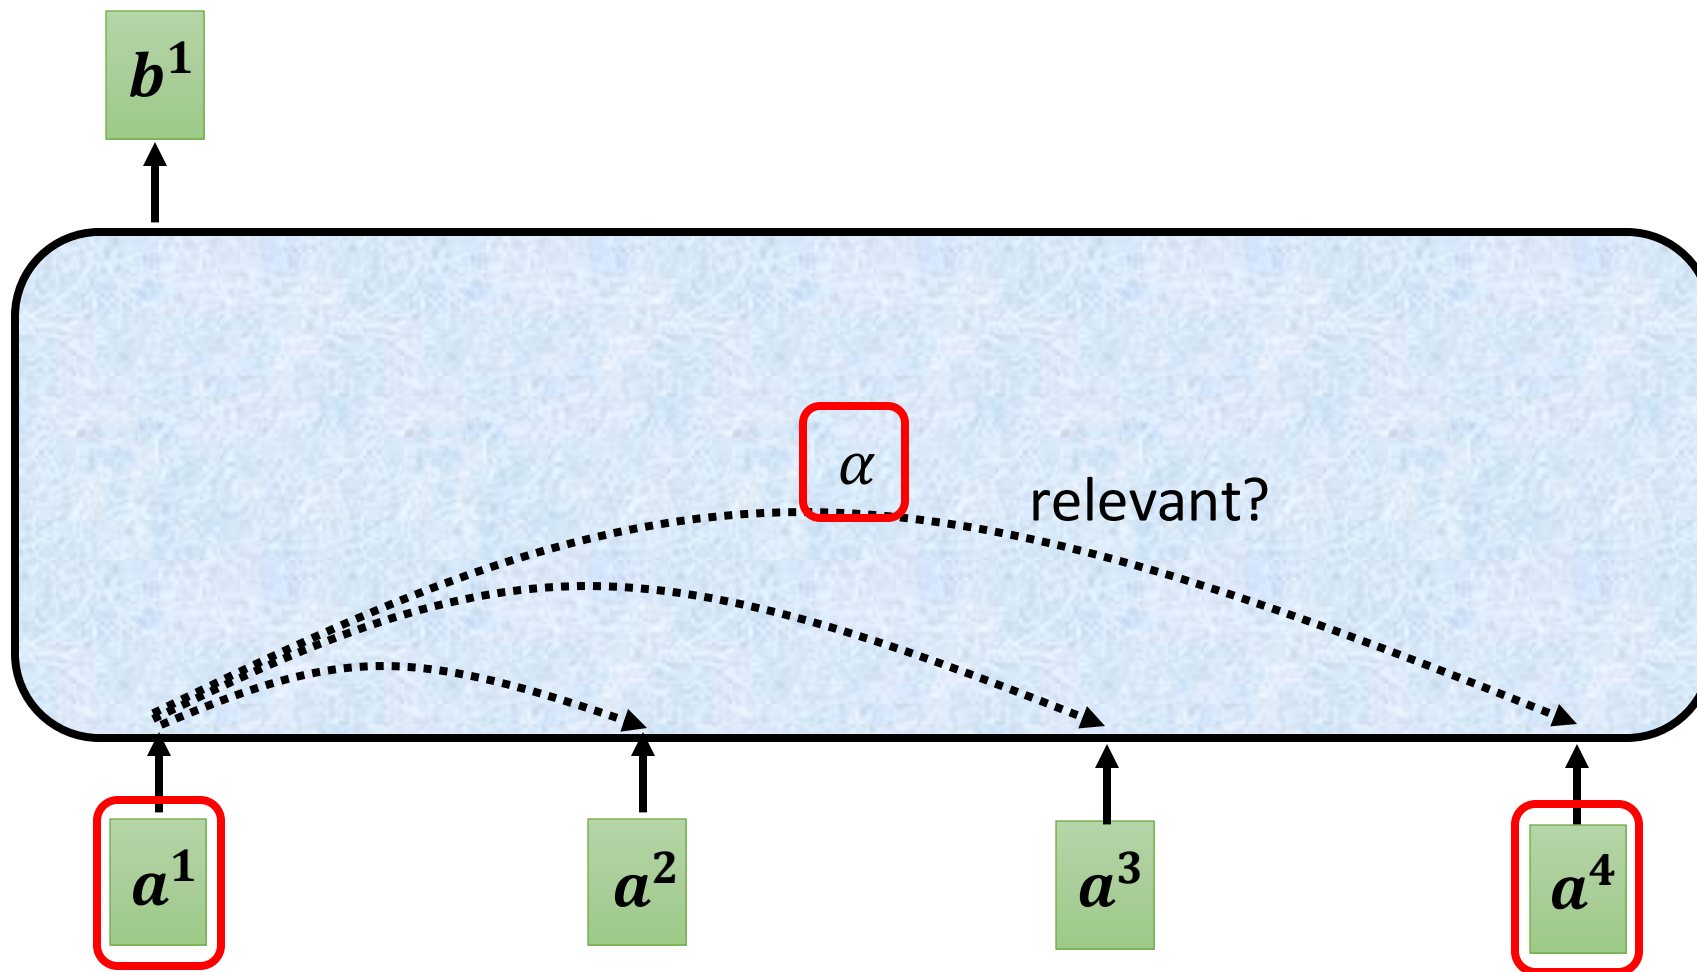 b¹
α
relevant?
a¹ a² a³ a⁴